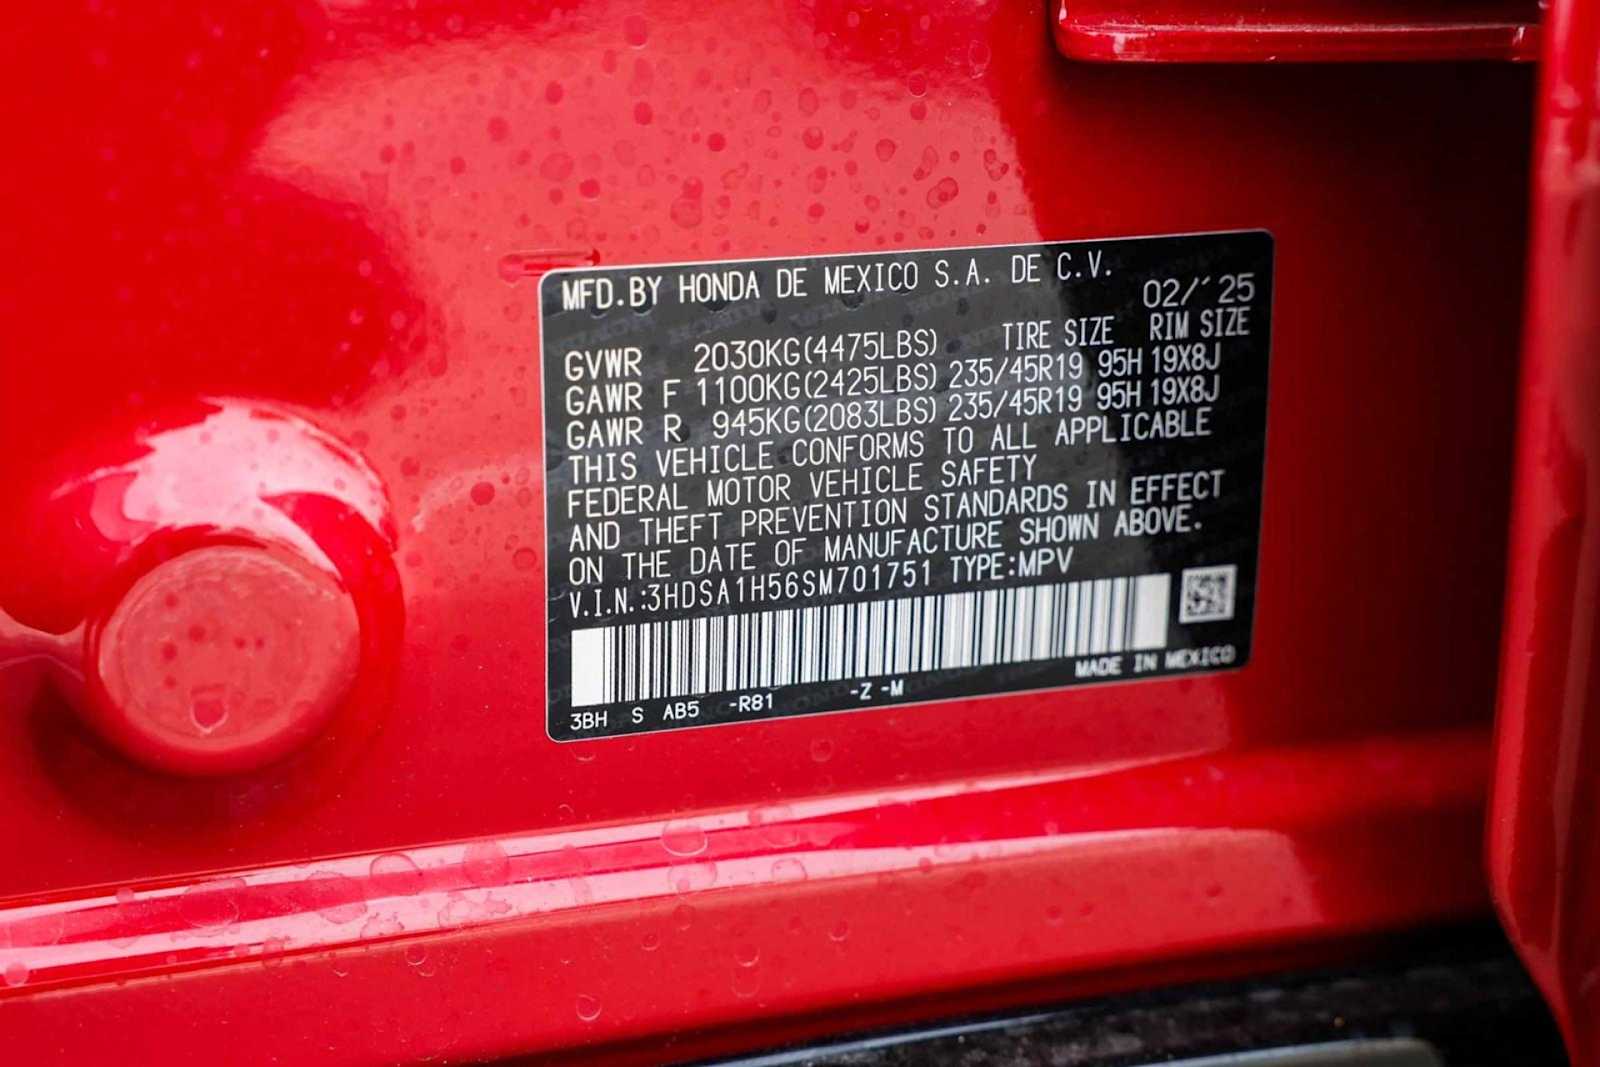 MFD.BY HONDA DE MEXICO S.A. DE C.V.
02/´25
TIRE SIZE RIM SIZE
GVWR 2030KG(4475LBS)
GAWR F 1100KG(2425LBS) 235/45R19 95H 19X8J
GAWR R 945KG(2083LBS) 235/45R19 95H 19X8J
THIS VEHICLE CONFORMS TO ALL APPLICABLE
FEDERAL MOTOR VEHICLE SAFETY
AND THEFT PREVENTION STANDARDS IN EFFECT
ON THE DATE OF MANUFACTURE SHOWN ABOVE.
V.I.N.:3HDSA1H56SM701751 TYPE:MPV
MADE IN MEXICO
3BH S AB5 -R81 -Z -M